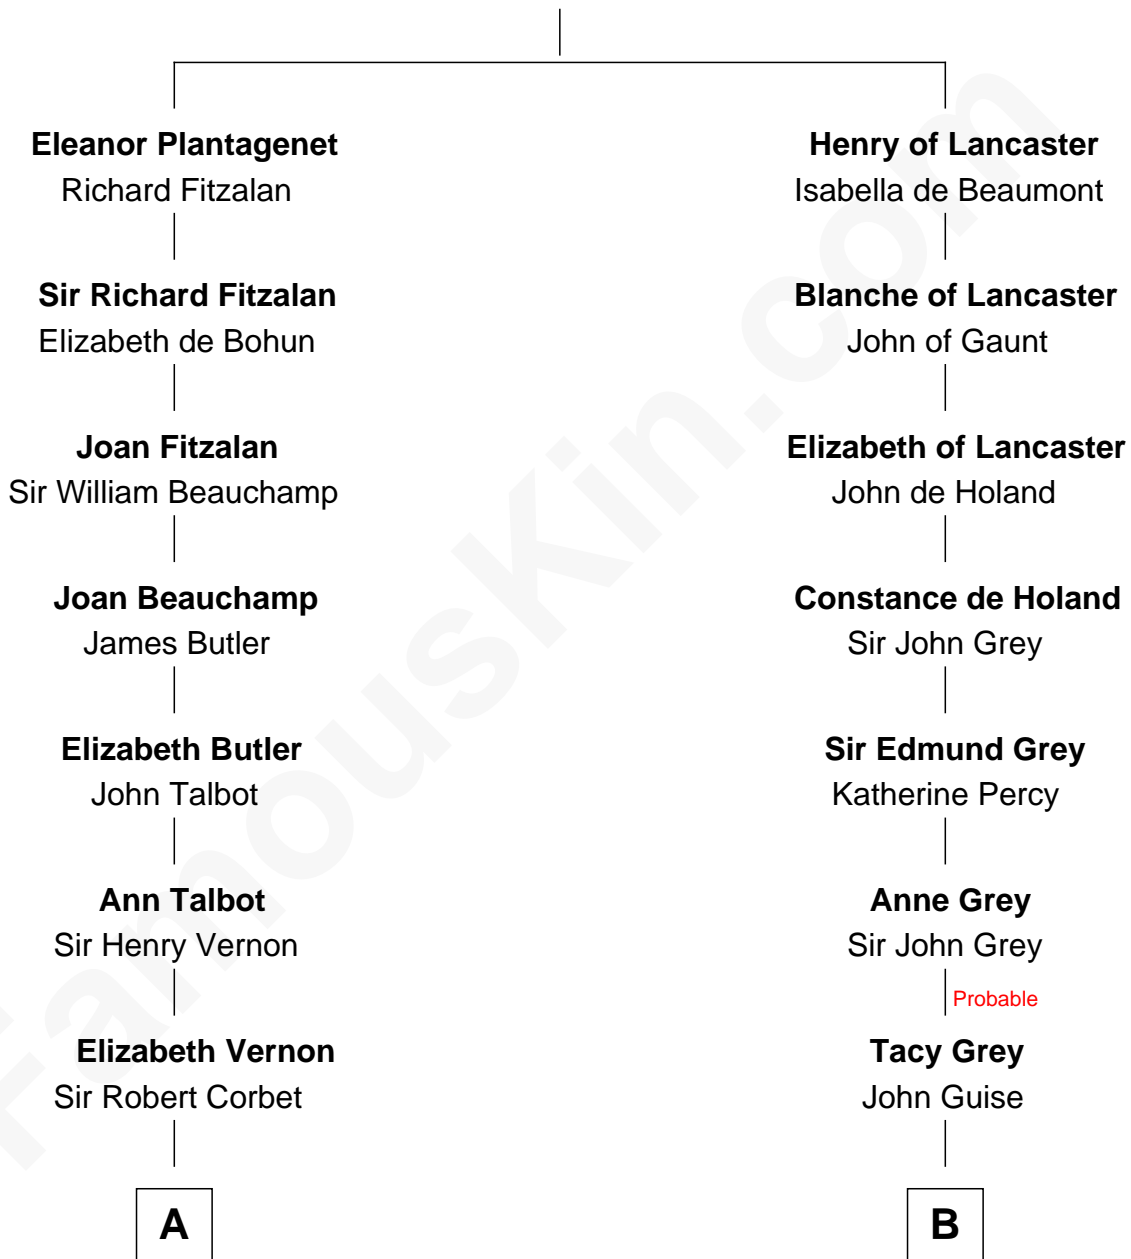 Eleanor Plantagenet
Richard Fitzalan
Sir Richard Fitzalan
Elizabeth de Bohun
Joan Fitzalan
Sir William Beauchamp
Joan Beauchamp
James Butler
Elizabeth Butler
John Talbot
Ann Talbot
Sir Henry Vernon
Elizabeth Vernon
Sir Robert Corbet
A
Henry of Lancaster
Isabella de Beaumont
Blanche of Lancaster
John of Gaunt
Elizabeth of Lancaster
John de Holand
Constance de Holand
Sir John Grey
Sir Edmund Grey
Katherine Percy
Anne Grey
Sir John Grey
Probable
Tacy Grey
John Guise
B
FamousKin.com